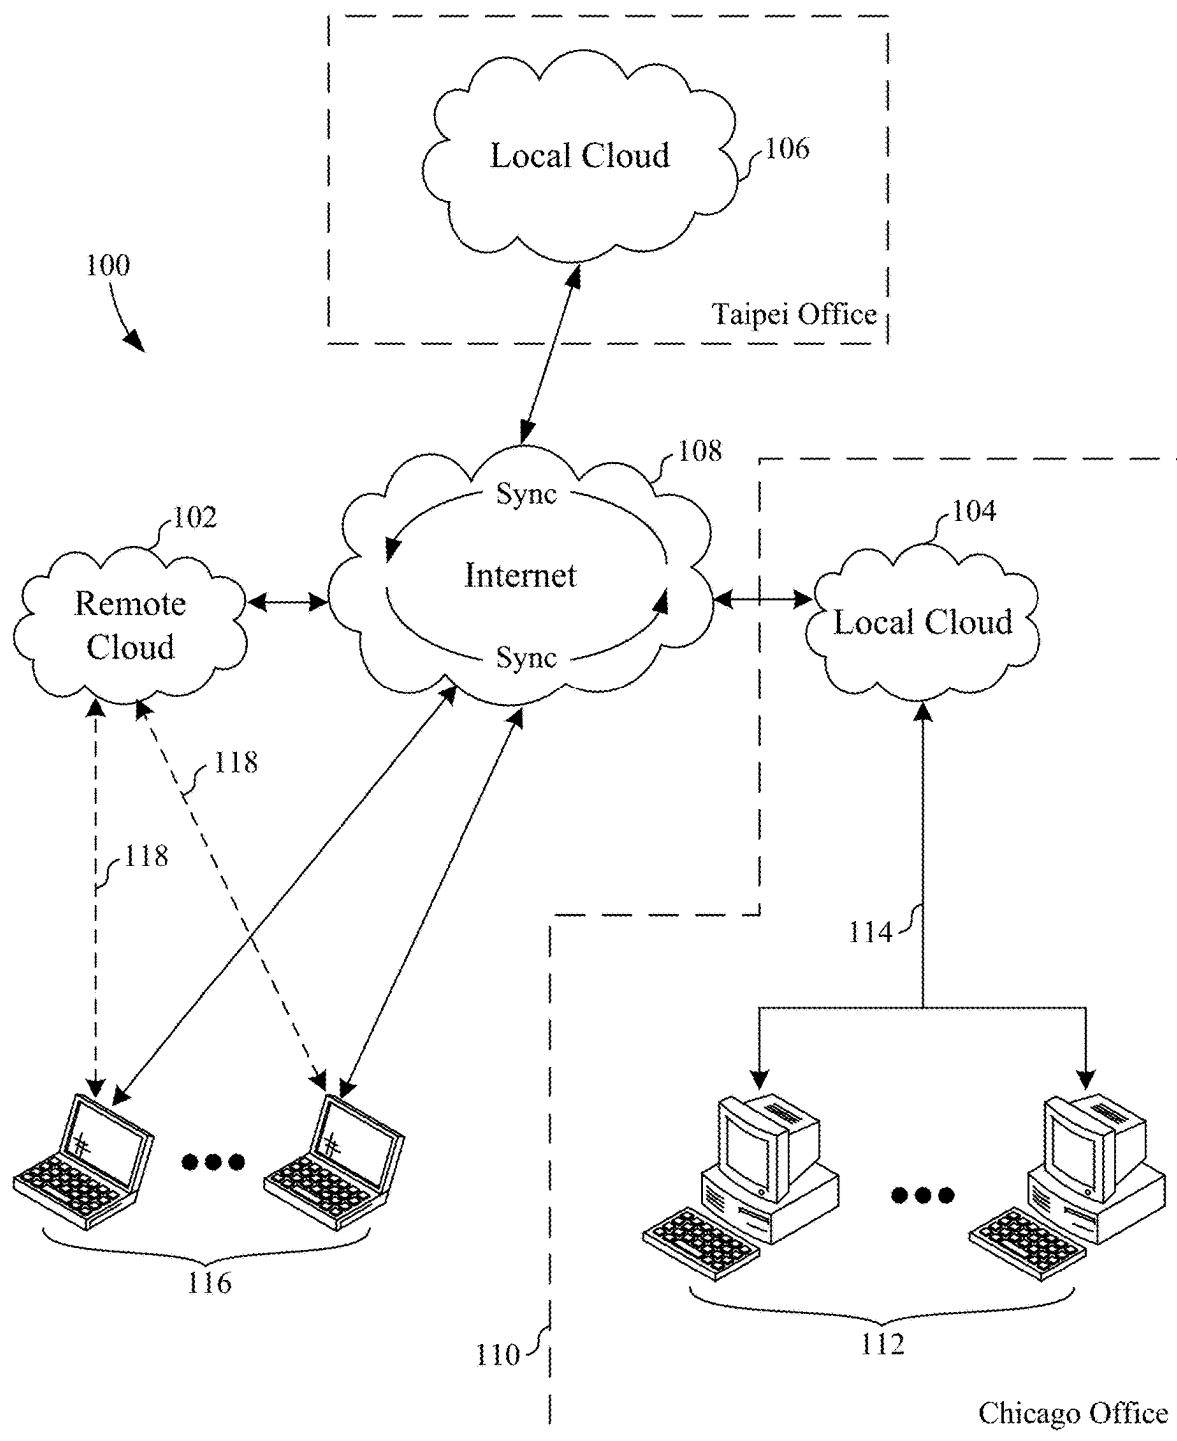 Local Cloud
106
100
Taipei Office
108
Sync
102
104
Internet
Remote
Cloud
Local Cloud
Sync
118
118
114
116
110
112
Chicago Office